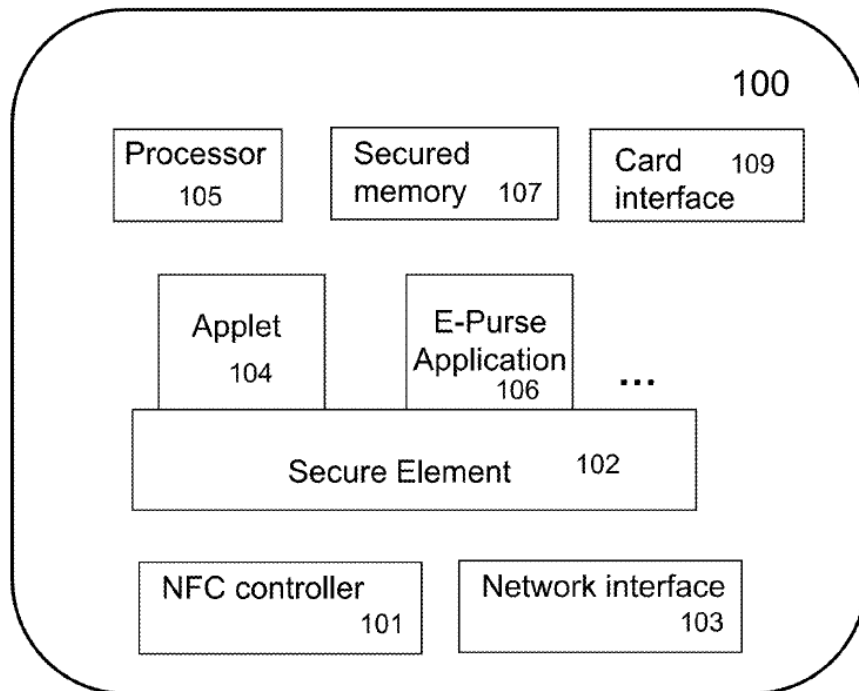 100
Processor
105
Secured
memory 107
Card 109
interface
Applet
104
E-Purse
Application
106
...
Secure Element 102
NFC controller
101
Network interface
103